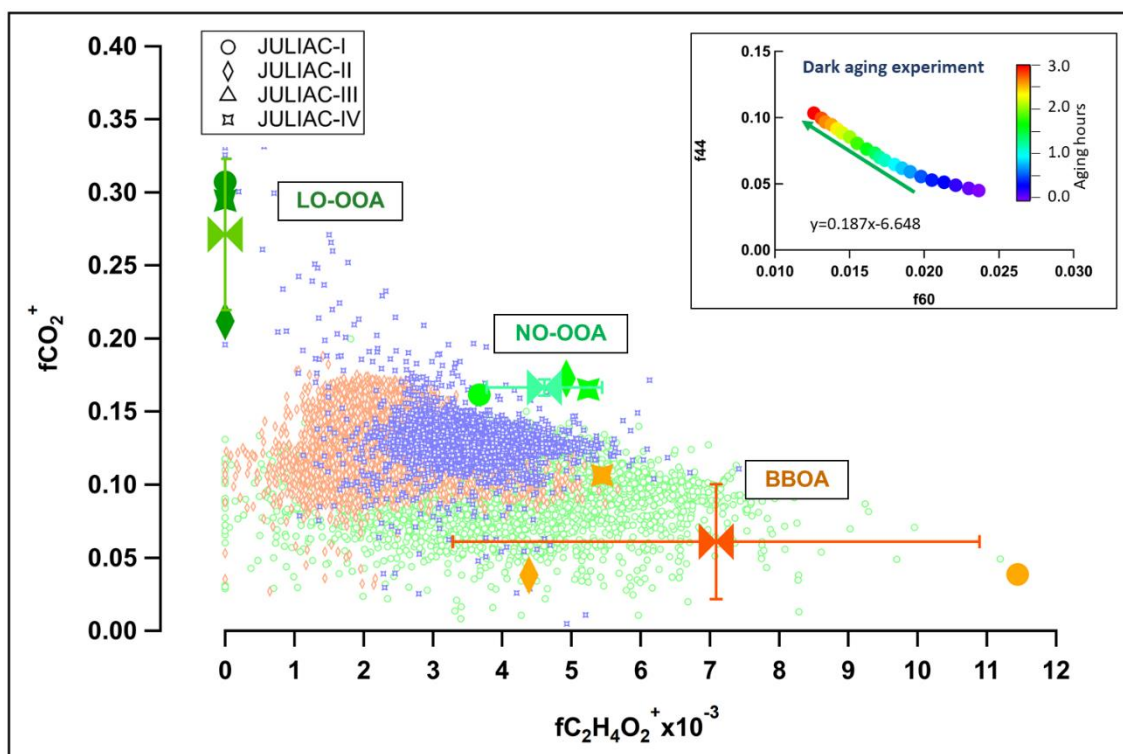 0.40
0.35
0.30
0.25
0.20
0.15
0.10
0.05
0.00
fCO₂⁺
JULIAC-I
JULIAC-II
JULIAC-III
JULIAC-IV
LO-OOA
NO-OOA
BBOA
0 1 2 3 4 5 6 7 8 9 10 11 12
fC₂H₄O₂⁺x10⁻³
Dark aging experiment
0.15
0.10
0.05
0.00
f44
y=0.187x-6.648
0.010 0.015 0.020 0.025 0.030
f60
3.0
2.0
1.0
0.0
Aging hours